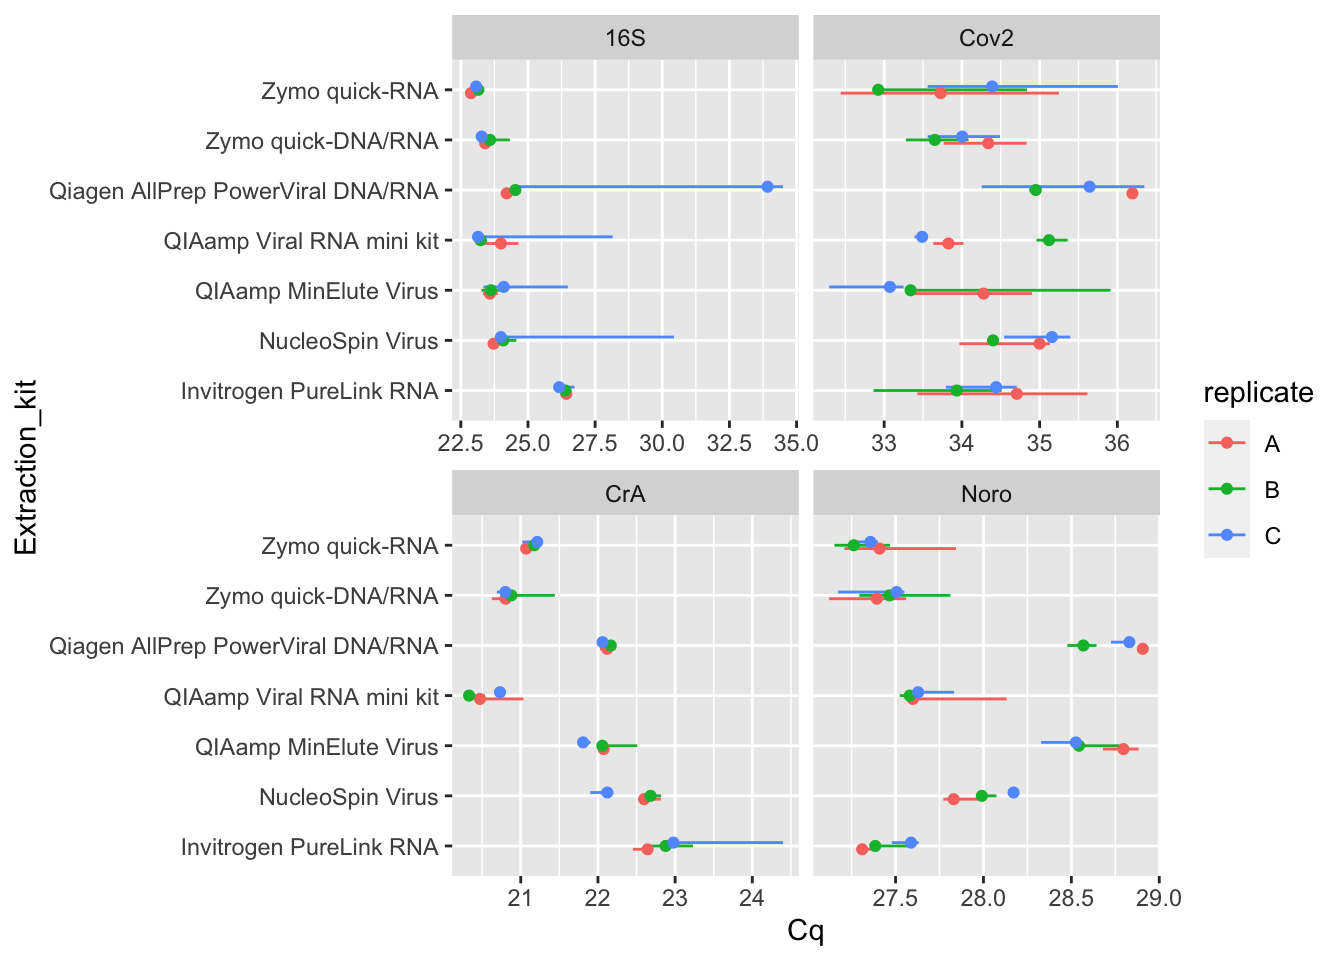 16S
Cov2
Zymo quick-RNA
Zymo quick-DNA/RNA
Qiagen AllPrep PowerViral DNA/RNA
QIAamp Viral RNA mini kit
QIAamp MinElute Virus
NucleoSpin Virus
Invitrogen PureLink RNA
22.5 25.0 27.5 30.0 32.5 35.0
33 34 35 36
CrA
Noro
Zymo quick-RNA
Zymo quick-DNA/RNA
Qiagen AllPrep PowerViral DNA/RNA
QIAamp Viral RNA mini kit
QIAamp MinElute Virus
NucleoSpin Virus
Invitrogen PureLink RNA
21 22 23 24
27.5 28.0 28.5 29.0
Cq
Extraction_kit
replicate
A
B
C